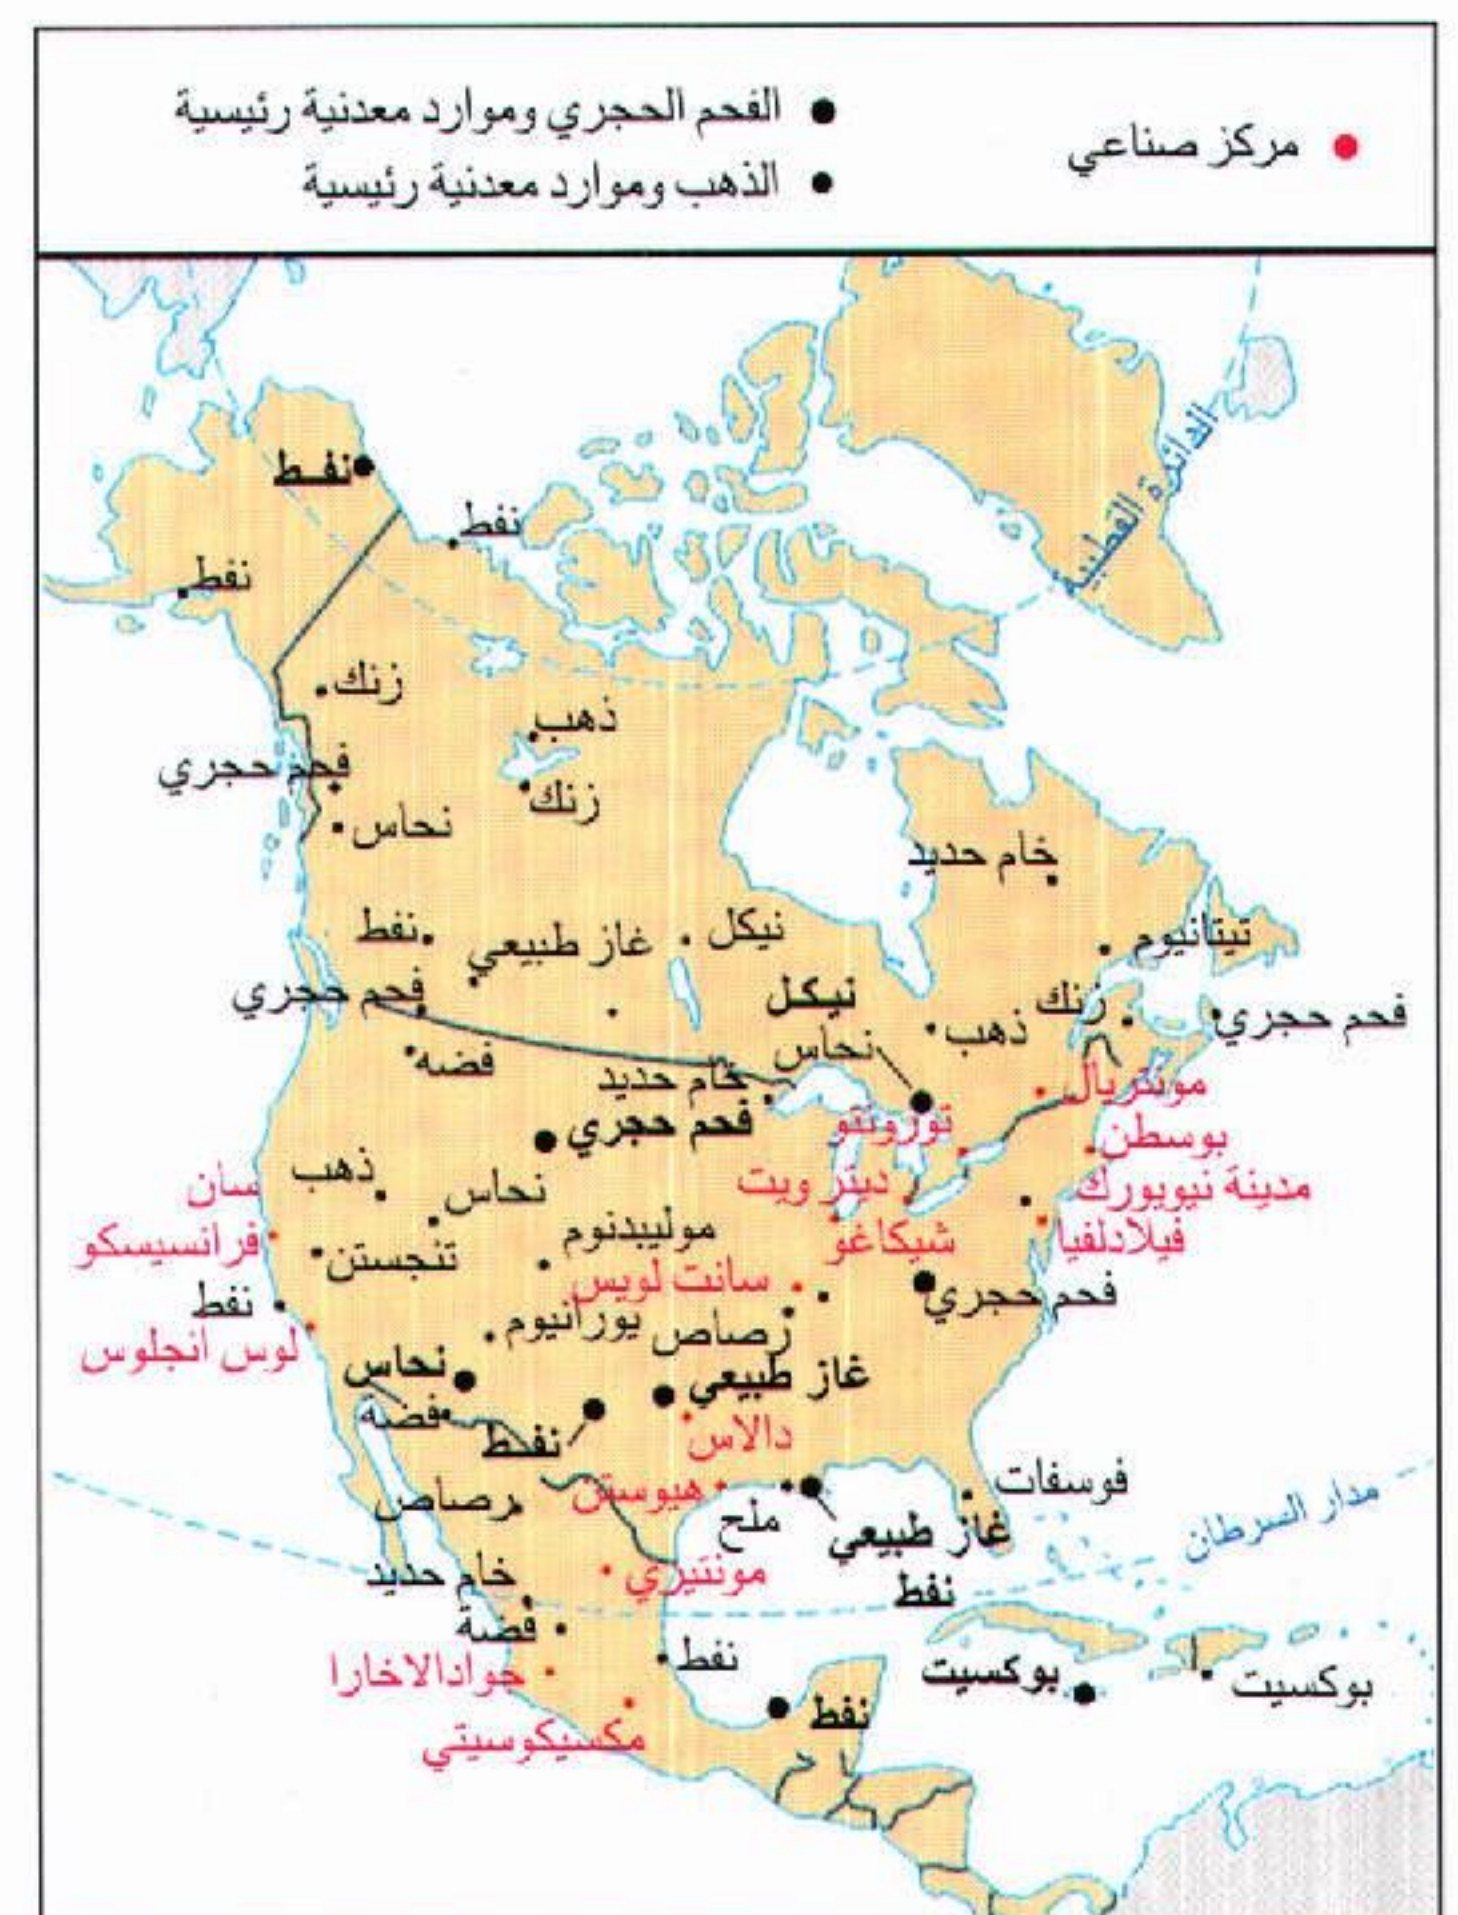 مركز صناعي
الفحم الحجري وموارد معدنية رئيسية
الذهب وموارد معدنية رئيسية
الدائرة القطبية
نفط
نفط
نفط
زنك
ذهب
فحم حجري
زنك
نحاس
خام حديد
نفط
غاز طبيعي
نيكل
تيتانيوم
فحم حجري
نيكل
زنك
فحم حجري
ذهب
نحاس
فضه
خام حديد
مونتريال
فحم حجري
تورونتو
بوسطن
ذهب
نحاس
ديترويت
مدينة نيويورك
سان
فرانسيسكو
تنجستن
موليبدنوم
شيكاغو
فيلادلفيا
سانت لويس
نفط
يورانيوم
رصاص
فحم حجري
لوس انجلوس
نحاس
غاز طبيعي
فضة
نفط
دالاس
رصاص
هيوستن
ملح
فوسفات
غاز طبيعي
نفط
مدار السرطان
خام حديد
مونتيري
فضة
جوادالاخارا
نفط
بوكسيت
بوكسيت
نفط
مكسيكوسيتي